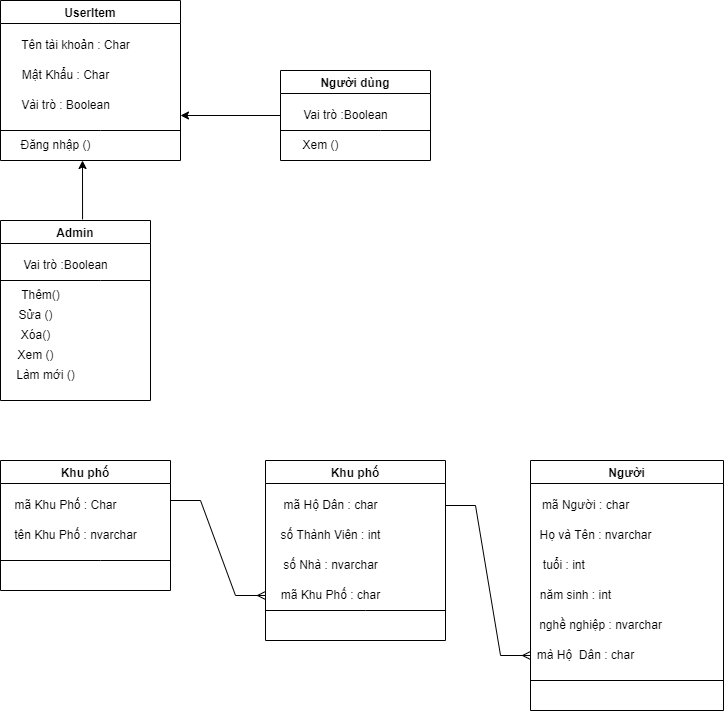 UserItem
Tên tài khoản : Char
Mật Khẩu : Char
Vải trò : Boolean
Đăng nhập ()
Người dùng
Vai trò :Boolean
Xem ()
Admin
Vai trò :Boolean
Thêm()
Sửa ()
Xóa()
Xem ()
Làm mới ()
Khu phố
mã Khu Phố : Char
tên Khu Phố : nvarchar
Khu phố
mã Hộ Dân : char
số Thành Viên : int
số Nhà : nvarchar
mã Khu Phố : char
Người
mã Người : char
Họ và Tên : nvarchar
tuổi : int
năm sinh : int
nghề nghiệp : nvarchar
mả Hộ  Dân : char